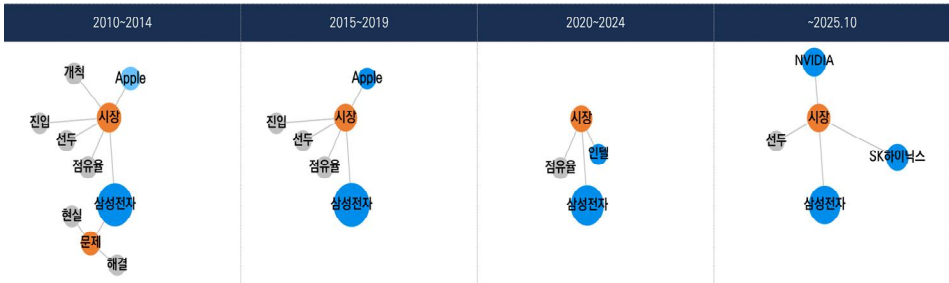 2010~2014
2015~2019
2020~2024
~2025.10
개척
Apple
시장
진입
선두
점유율
삼성전자
현실
문제
해결
Apple
시장
진입
선두
점유율
삼성전자
시장
점유율
인텔
삼성전자
NVIDIA
시장
선두
SK하이닉스
삼성전자